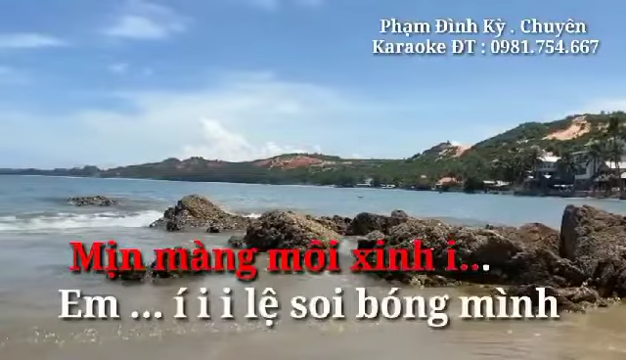 Phạm Đình Kỳ . Chuyên
Karaoke ĐT : 0981.754.667
Mịn màng môi xinh i...
Em ... í i i lệ soi bóng mình